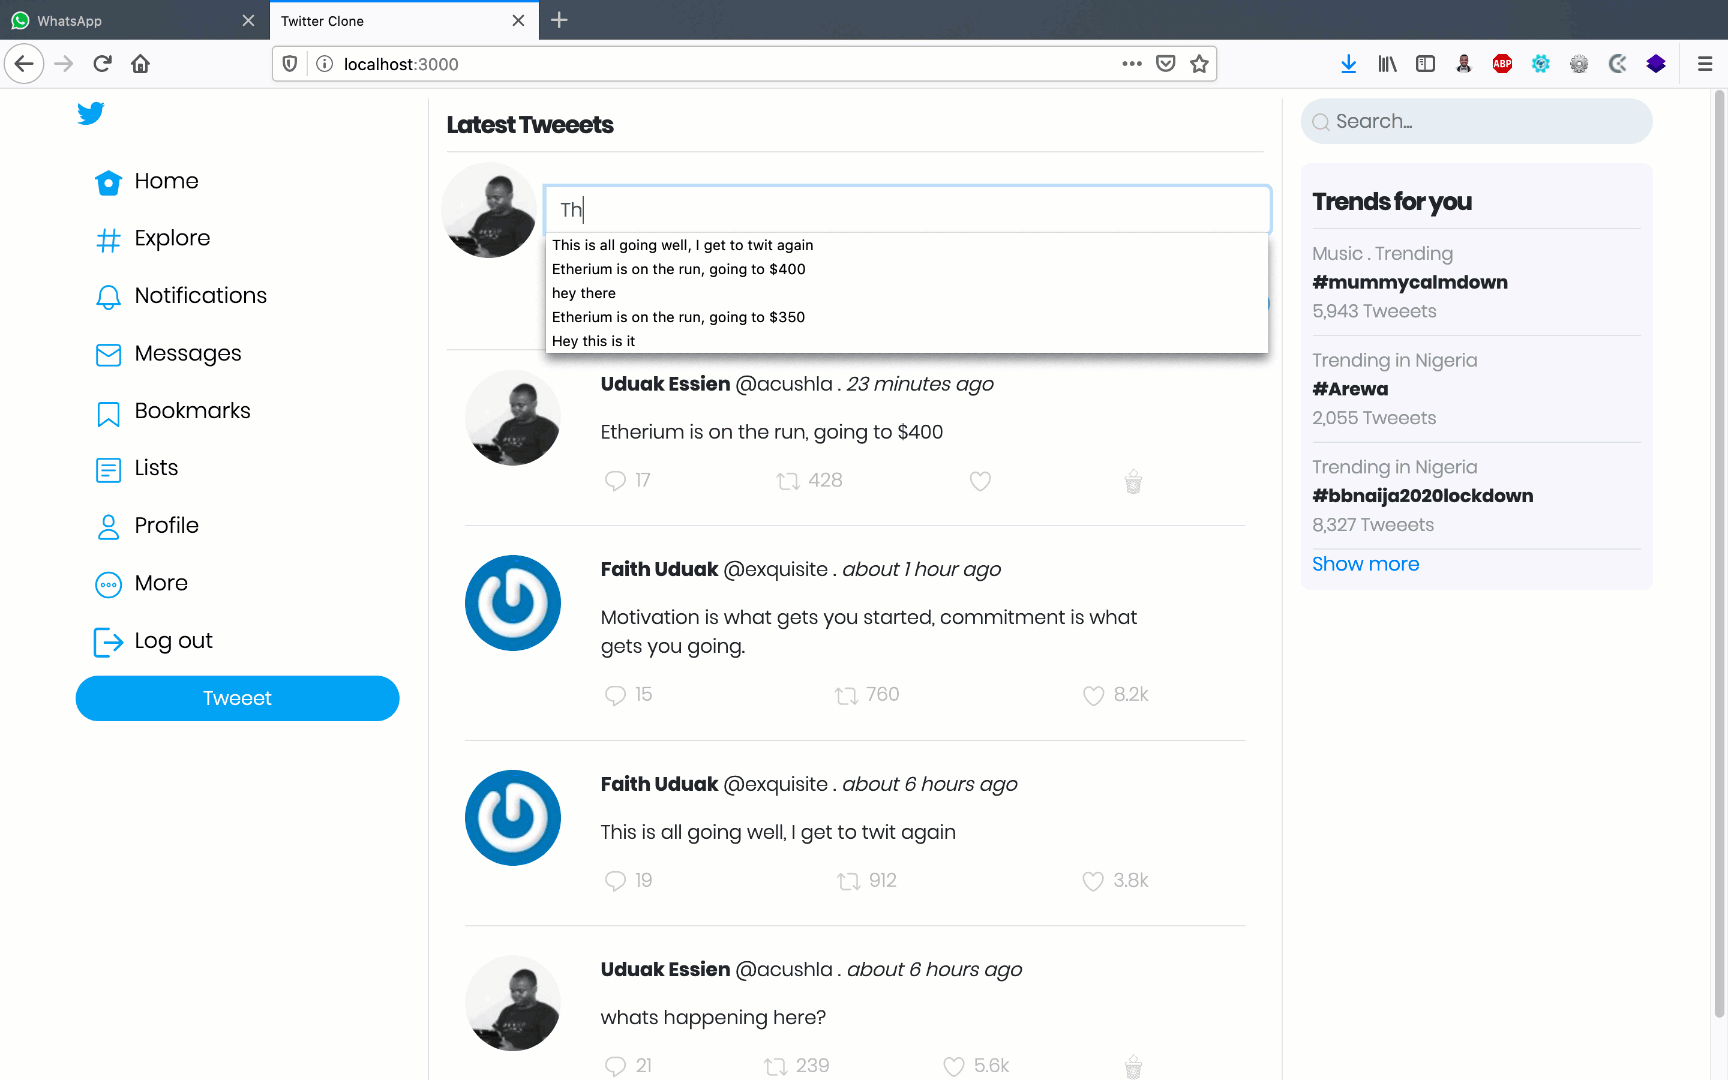 WhatsApp
Twitter Clone
localhost:3000
ABP
Home
Explore
Notifications
Messages
Bookmarks
Lists
Profile
More
Log out
Tweeet
Latest Tweeets
Th
This is all going well, I get to twit again
Etherium is on the run, going to $400
hey there
Etherium is on the run, going to $350
Hey this is it
Uduak Essien @acushla . 23 minutes ago
Etherium is on the run, going to $400
17 428
Faith Uduak @exquisite . about 1 hour ago
Motivation is what gets you started, commitment is what
gets you going.
15 760 8.2k
Faith Uduak @exquisite . about 6 hours ago
This is all going well, I get to twit again
19 912 3.8k
Uduak Essien @acushla . about 6 hours ago
whats happening here?
21 239 5.6k
Search...
Trends for you
Music . Trending
#mummycalmdown
5,943 Tweeets
Trending in Nigeria
#Arewa
2,055 Tweeets
Trending in Nigeria
#bbnaija2020lockdown
8,327 Tweeets
Show more